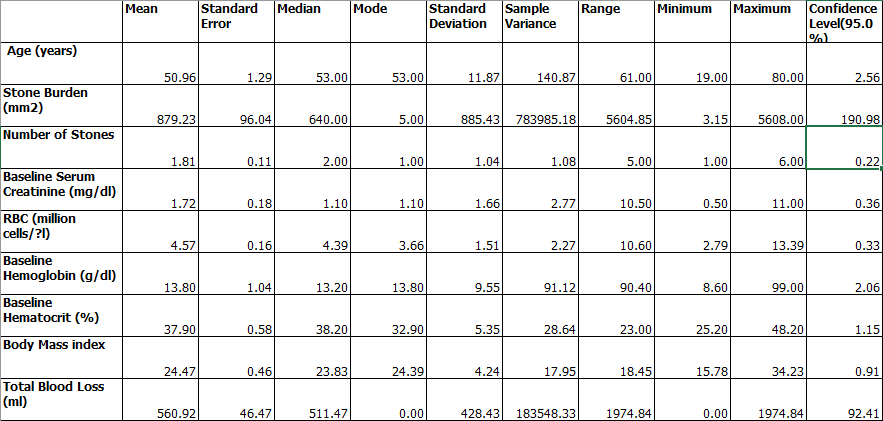 Mean Standard Error Median Mode Standard Deviation Sample Variance Range Minimum Maximum Confidence Level(95.0%)
Age (years) 50.96 1.29 53.00 53.00 11.87 140.87 61.00 19.00 80.00 2.56
Stone Burden (mm2) 879.23 96.04 640.00 5.00 885.43 783985.18 5604.85 3.15 5608.00 190.98
Number of Stones 1.81 0.11 2.00 1.00 1.04 1.08 5.00 1.00 6.00 0.22
Baseline Serum Creatinine (mg/dl) 1.72 0.18 1.10 1.10 1.66 2.77 10.50 0.50 11.00 0.36
RBC (million cells/?l) 4.57 0.16 4.39 3.66 1.51 2.27 10.60 2.79 13.39 0.33
Baseline Hemoglobin (g/dl) 13.80 1.04 13.20 13.80 9.55 91.12 90.40 8.60 99.00 2.06
Baseline Hematocrit (%) 37.90 0.58 38.20 32.90 5.35 28.64 23.00 25.20 48.20 1.15
Body Mass index 24.47 0.46 23.83 24.39 4.24 17.95 18.45 15.78 34.23 0.91
Total Blood Loss (ml) 560.92 46.47 511.47 0.00 428.43 183548.33 1974.84 0.00 1974.84 92.41